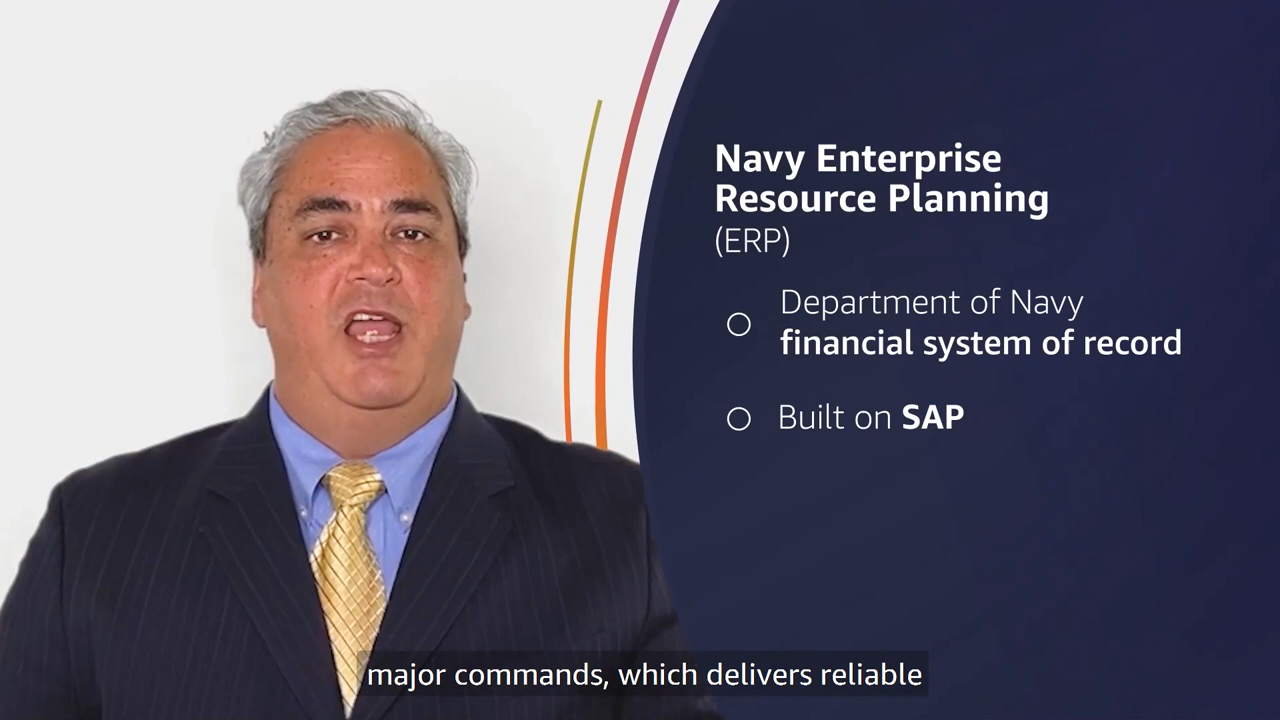 Navy Enterprise
Resource Planning
(ERP)
Department of Navy
financial system of record
Built on SAP
major commands, which delivers reliable